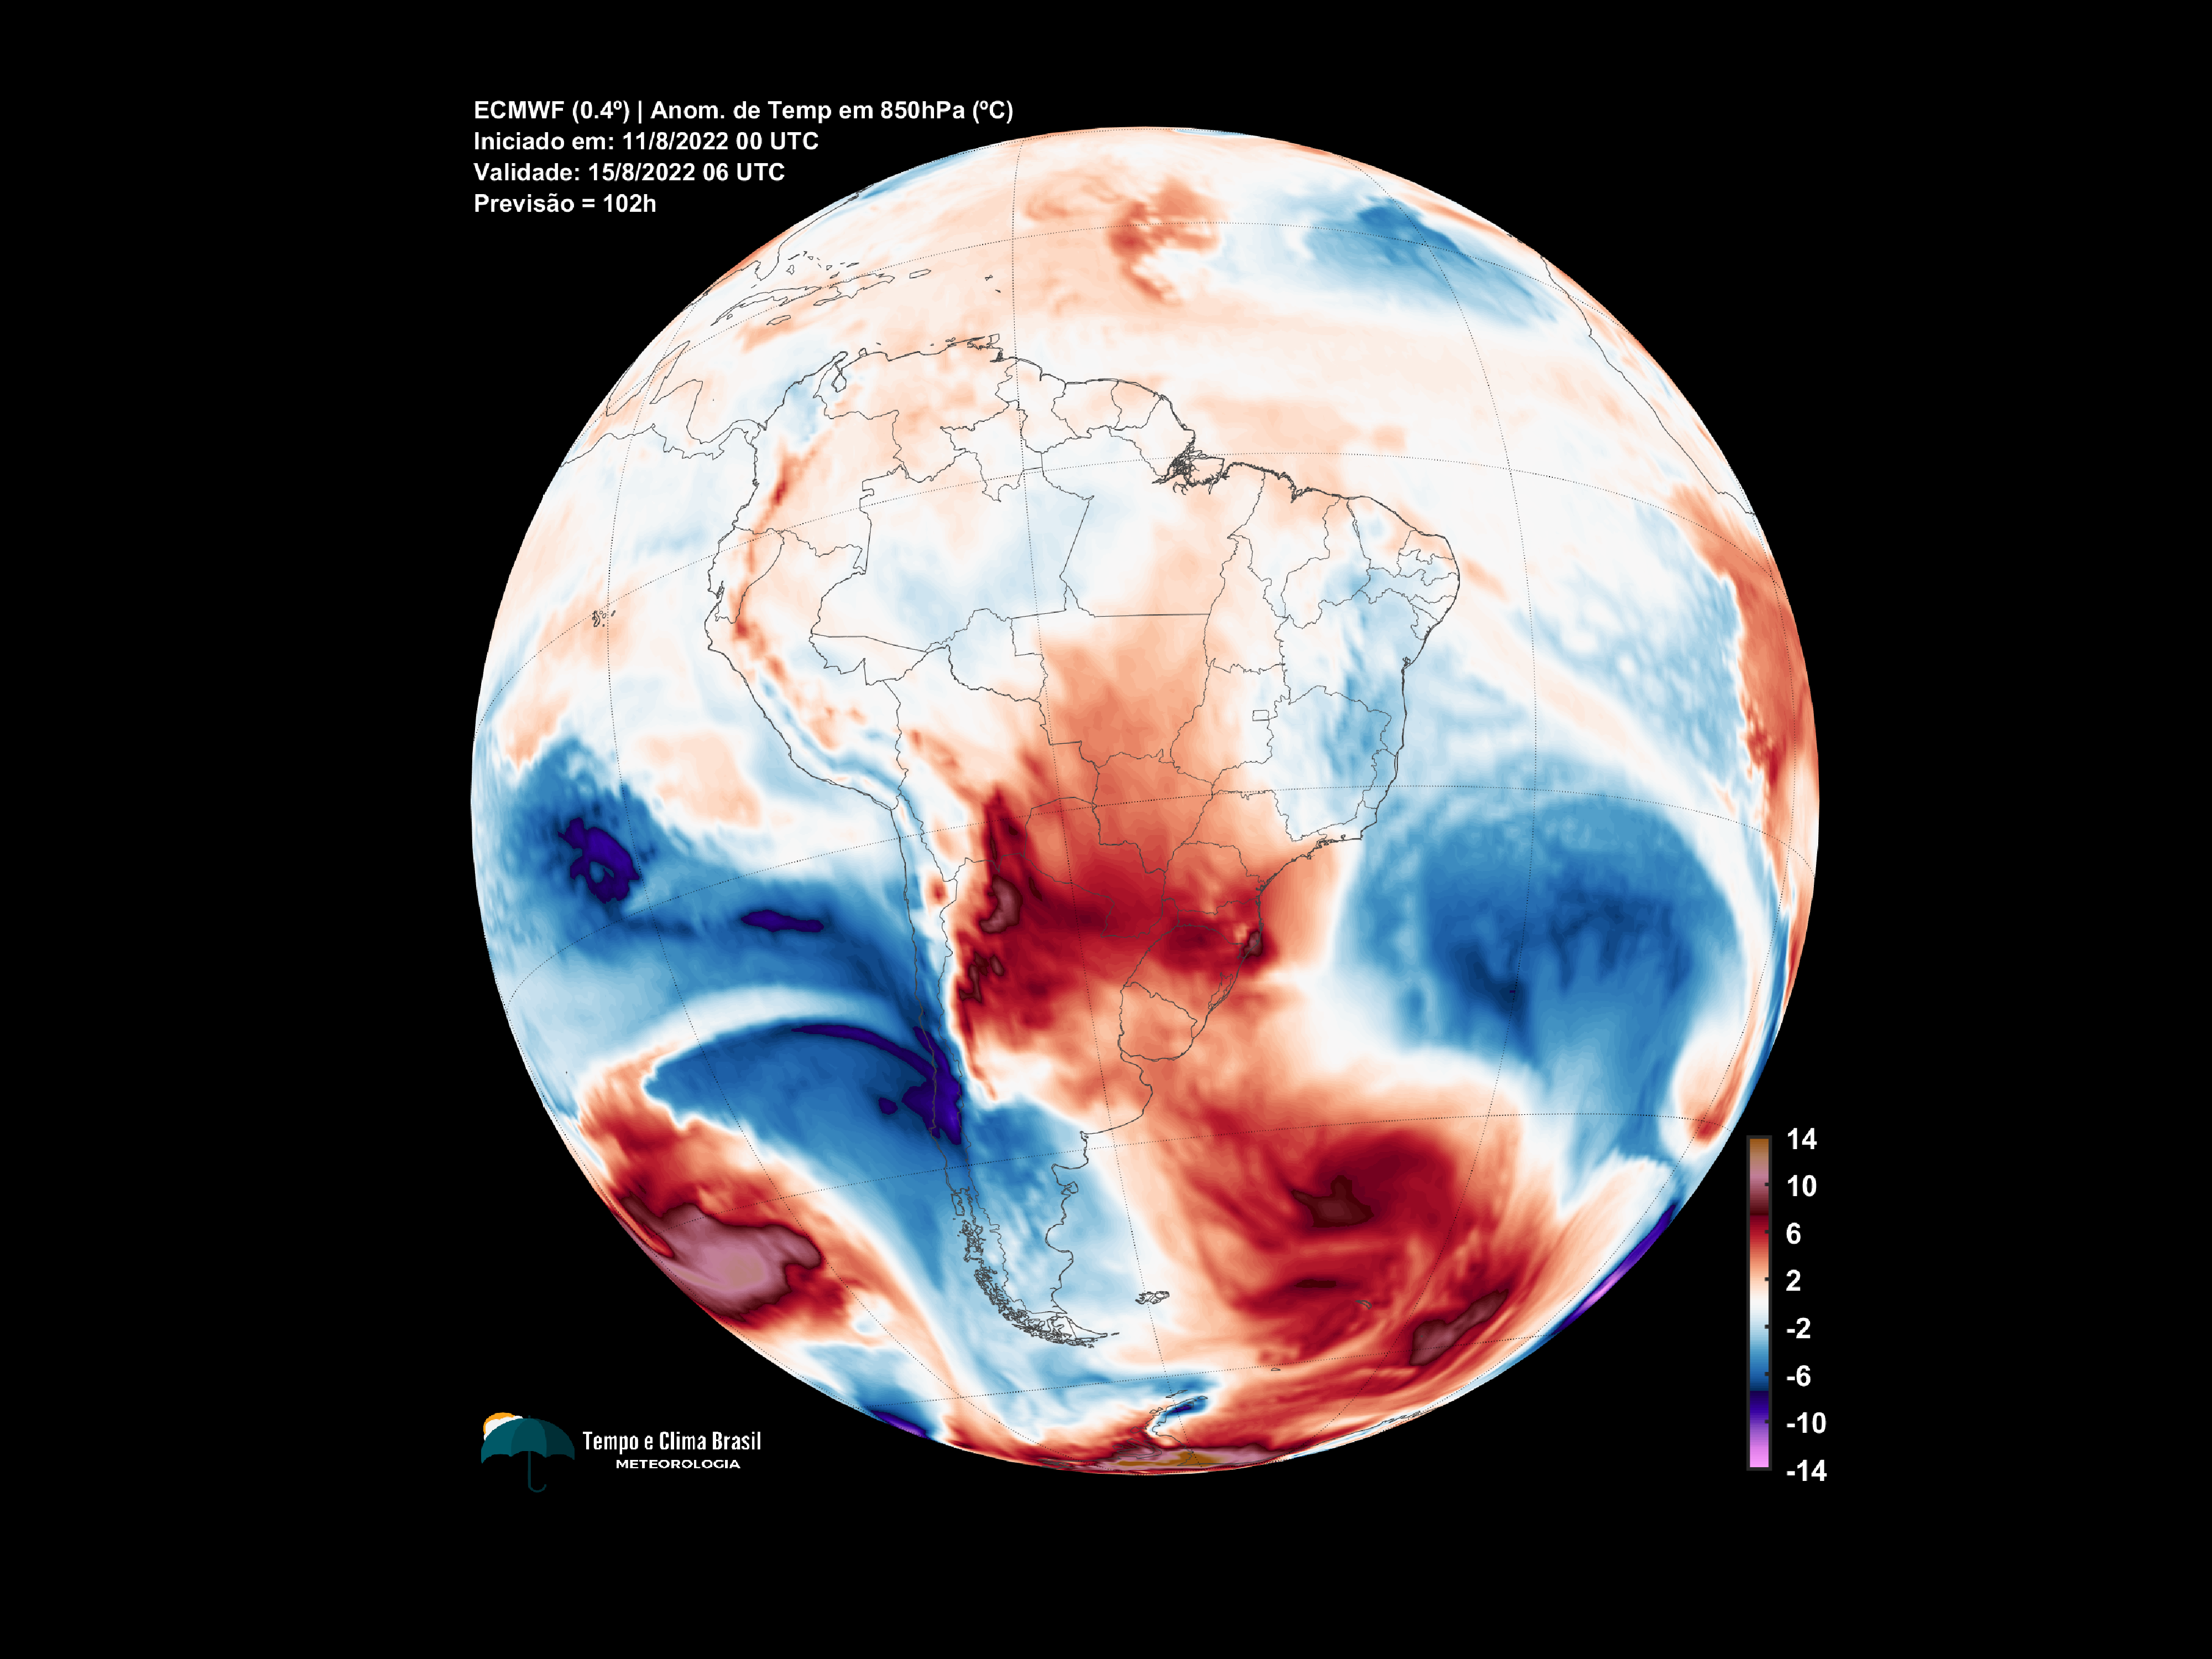 ECMWF (0.4º) | Anom. de Temp em 850hPa (ºC)
Iniciado em: 11/8/2022 00 UTC
Validade: 15/8/2022 06 UTC
Previsão = 102h
14
10
6
2
-2
-6
-10
-14
Tempo e Clima Brasil
METEOROLOGIA